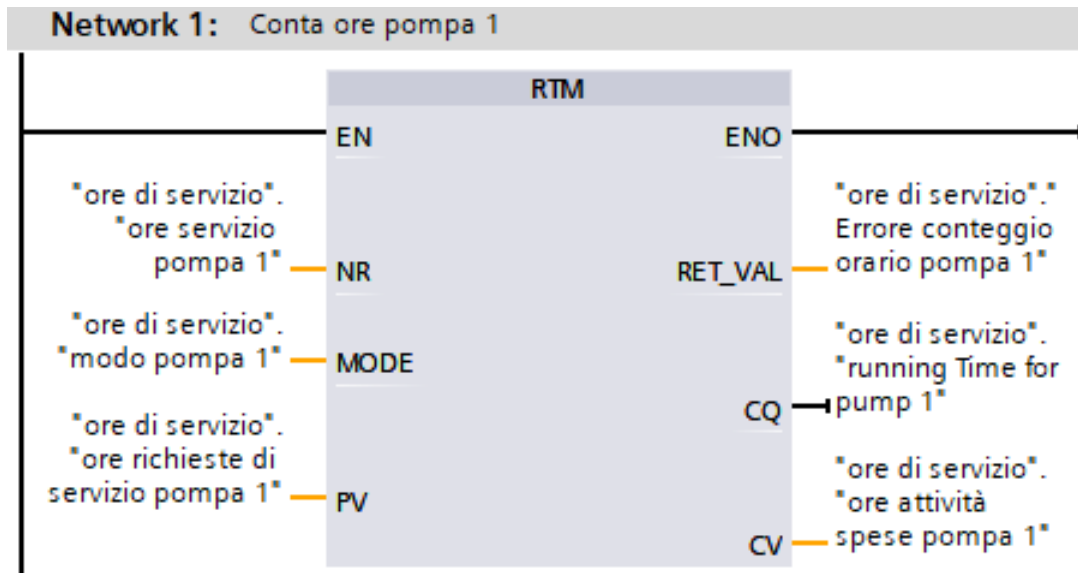 Network 1: Conta ore pompa 1
RTM
EN
ENO
"ore di servizio".
"ore servizio
pompa 1"
NR
"ore di servizio"."
Errore conteggio
orario pompa 1"
RET_VAL
"ore di servizio".
"modo pompa 1"
MODE
"ore di servizio".
"running Time for
pump 1"
CQ
"ore di servizio".
"ore richieste di
servizio pompa 1"
PV
"ore di servizio".
"ore attività
spese pompa 1"
CV